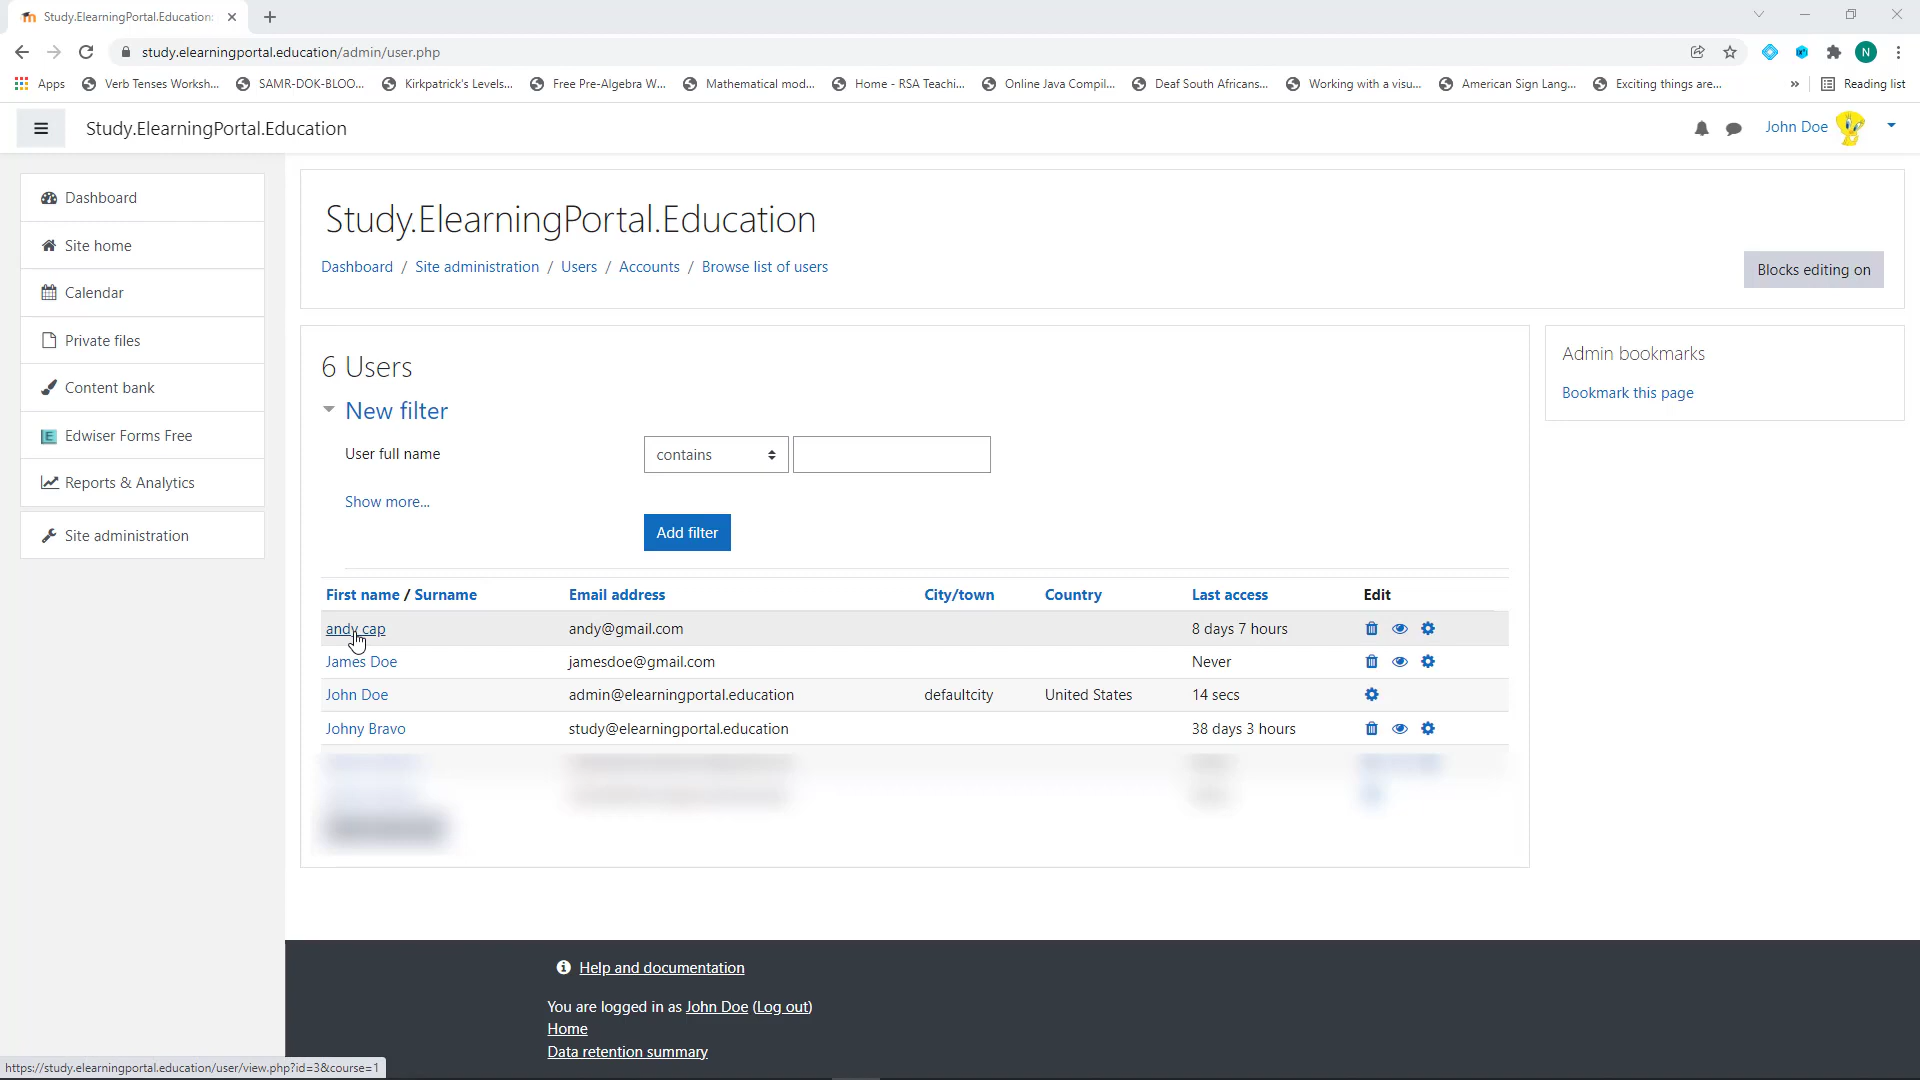 Study.ElearningPortal.Education:
study.elearningportal.education/admin/user.php
N
Apps Verb Tenses Worksh... SAMR-DOK-BLOO... Kirkpatrick's Levels... Free Pre-Algebra W... Mathematical mod... Home - RSA Teachi... Online Java Compil... Deaf South Africans... Working with a visu... American Sign Lang... Exciting things are... » Reading list
Study.ElearningPortal.Education John Doe
Dashboard
Site home
Calendar
Private files
Content bank
E Edwiser Forms Free
Reports & Analytics
Site administration
Study.ElearningPortal.Education
Dashboard / Site administration / Users / Accounts / Browse list of users
Blocks editing on
6 Users
New filter
User full name contains
Show more...
Add filter
First name / Surname Email address City/town Country Last access Edit
andy cap andy@gmail.com 8 days 7 hours
James Doe jamesdoe@gmail.com Never
John Doe admin@elearningportal.education defaultcity United States 14 secs
Johny Bravo study@elearningportal.education 38 days 3 hours
Admin bookmarks
Bookmark this page
Help and documentation
You are logged in as John Doe (Log out)
Home
Data retention summary
https://study.elearningportal.education/user/view.php?id=3&course=1